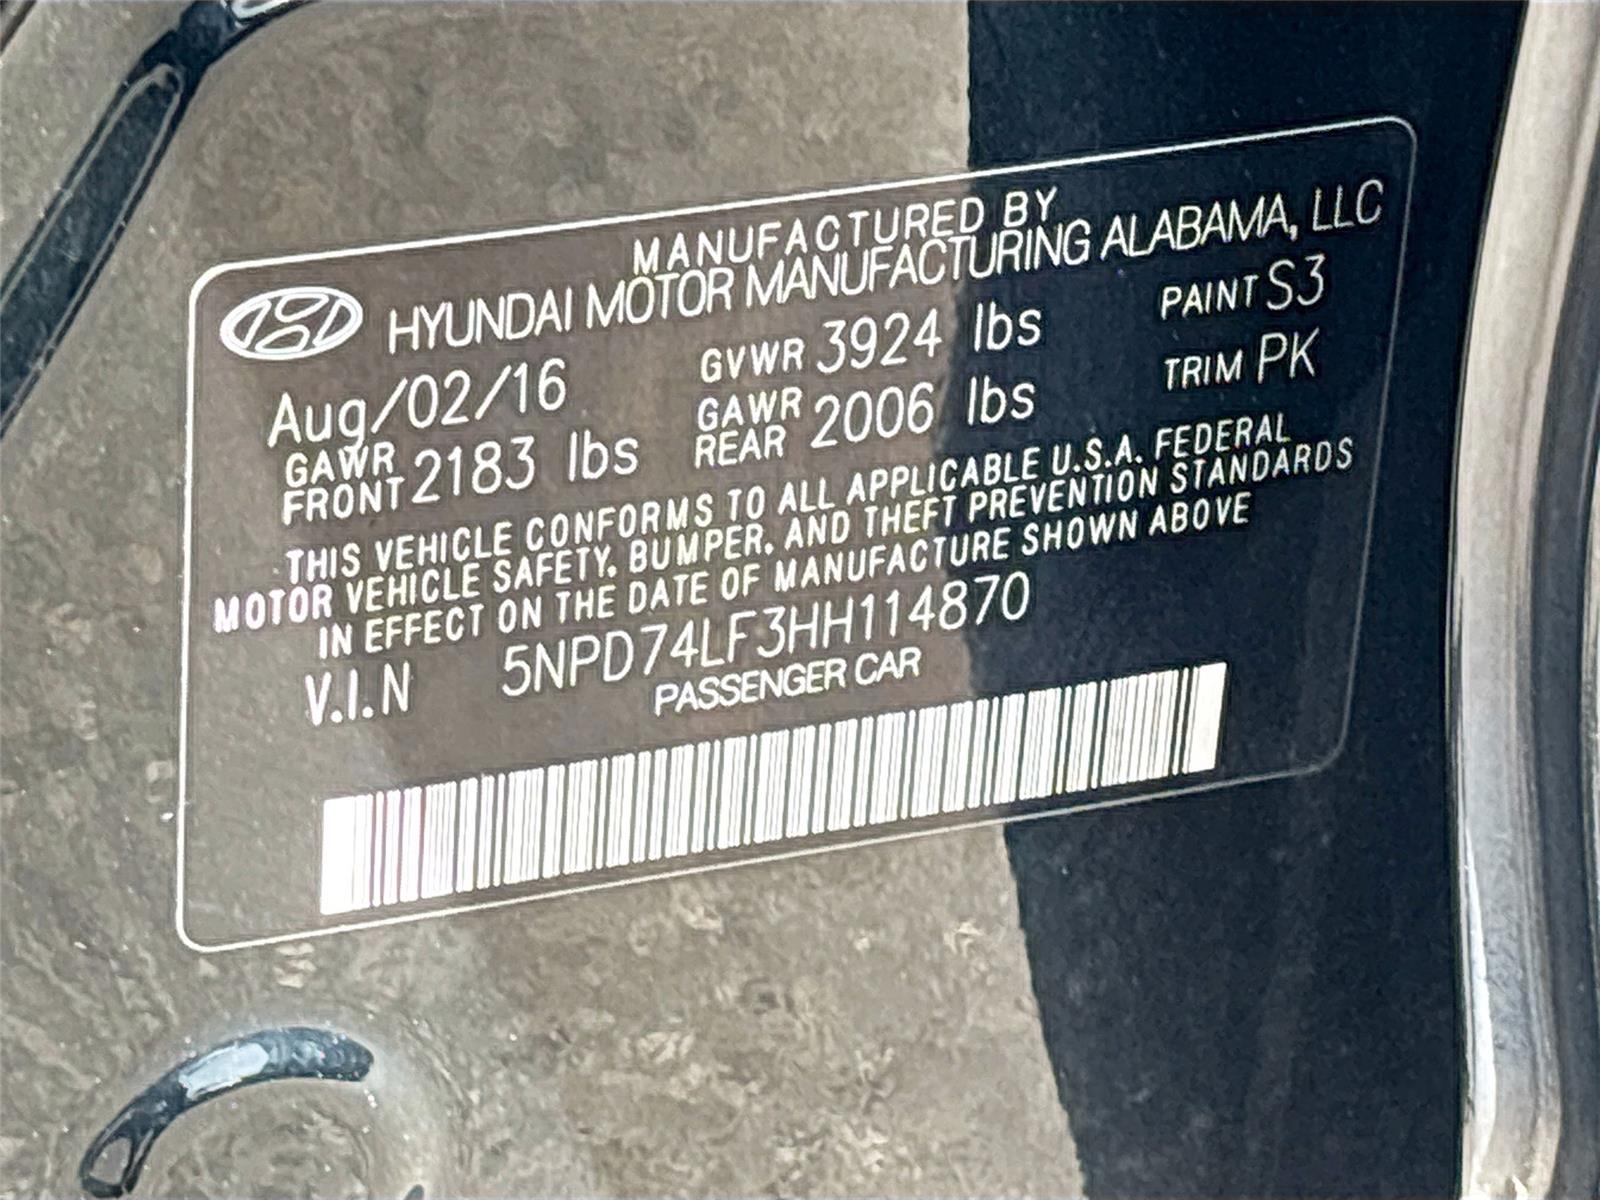 MANUFACTURED BY
HYUNDAI MOTOR MANUFACTURING ALABAMA, LLC
Aug/02/16 GVWR 3924 lbs PAINT S3
GAWR FRONT 2183 lbs GAWR REAR 2006 lbs TRIM PK
THIS VEHICLE CONFORMS TO ALL APPLICABLE U.S.A. FEDERAL
MOTOR VEHICLE SAFETY, BUMPER, AND THEFT PREVENTION STANDARDS
IN EFFECT ON THE DATE OF MANUFACTURE SHOWN ABOVE
V.I.N 5NPD74LF3HH114870
PASSENGER CAR